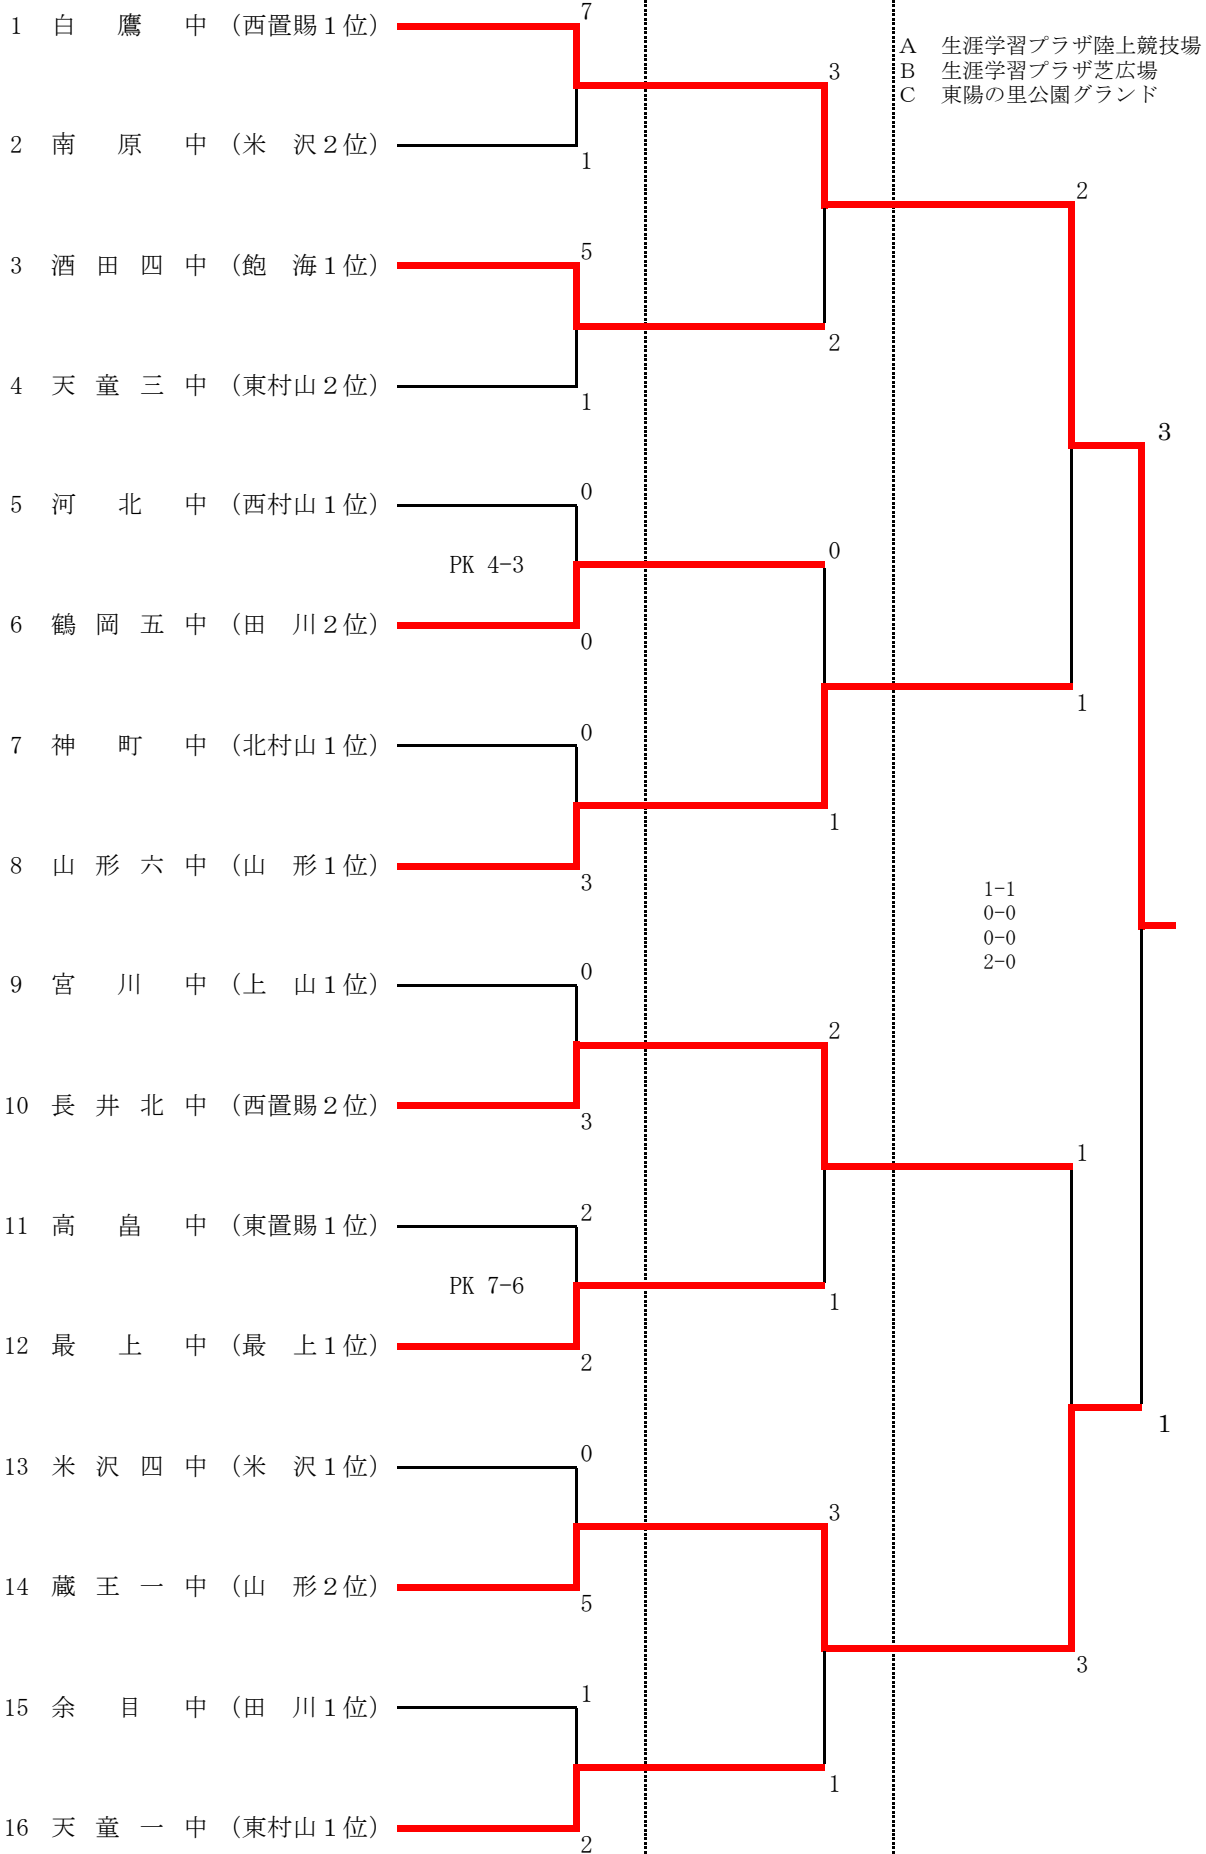 7
1 白 鷹 中 （西置賜１位）
A 生涯学習プラザ陸上競技場
B 生涯学習プラザ芝広場
C 東陽の里公園グランド
3
2 南 原 中 （米 沢２位）
1
2
5
3 酒 田 四 中 （飽 海１位）
2
4 天 童 三 中 （東村山２位）
1
3
0
5 河 北 中 （西村山１位）
0
PK 4-3
6 鶴 岡 五 中 （田 川２位）
0
1
0
7 神 町 中 （北村山１位）
1
8 山 形 六 中 （山 形１位）
3
1-1
0-0
0-0
2-0
0
9 宮 川 中 （上 山１位）
2
10 長 井 北 中 （西置賜２位）
3
1
2
11 高 畠 中 （東置賜１位）
PK 7-6
1
12 最 上 中 （最 上１位）
2
1
0
13 米 沢 四 中 （米 沢１位）
3
14 蔵 王 一 中 （山 形２位）
5
3
1
15 余 目 中 （田 川１位）
1
16 天 童 一 中 （東村山１位）
2